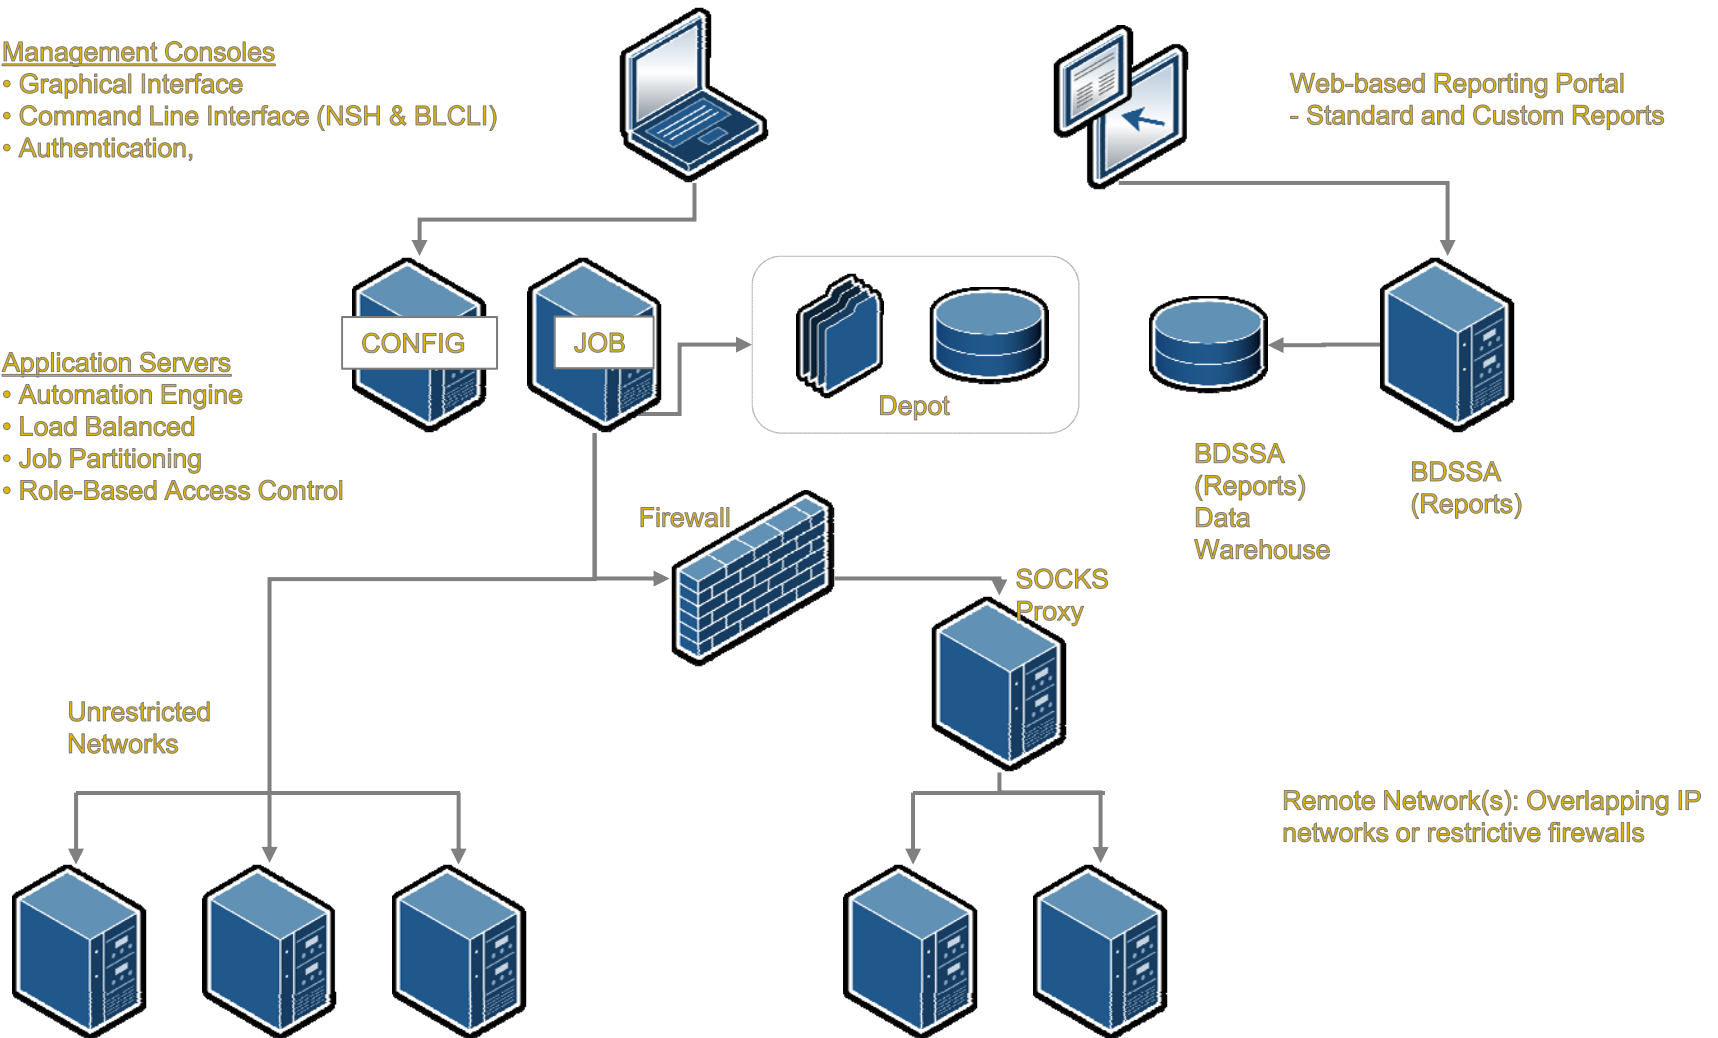 Management Consoles
• Graphical Interface
• Command Line Interface (NSH & BLCLI)
• Authentication,
Web-based Reporting Portal
- Standard and Custom Reports
CONFIG
JOB
Depot
Application Servers
• Automation Engine
• Load Balanced
• Job Partitioning
• Role-Based Access Control
BDSSA
(Reports)
Data
Warehouse
BDSSA
(Reports)
Firewall
SOCKS
Proxy
Unrestricted
Networks
Remote Network(s): Overlapping IP
networks or restrictive firewalls